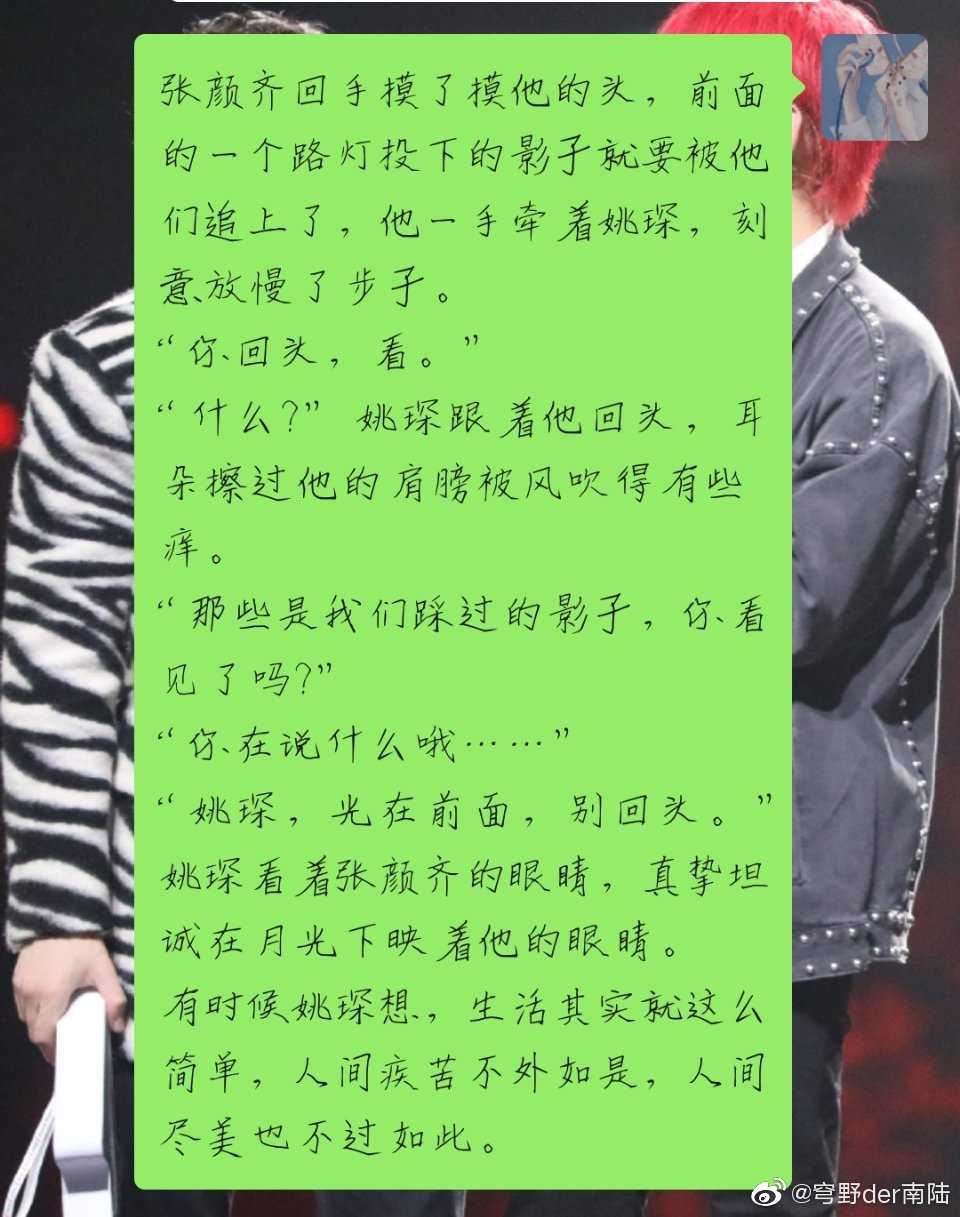 张颜齐回手摸了摸他的头，前面
的一个路灯投下的影子就要被他
们追上了，他一手牵着姚琛，刻
意放慢了步子。
“你回头，看。”
“什么？”姚琛跟着他回头，耳
朵擦过他的肩膀被风吹得有些
痒。
“那些是我们踩过的影子，你看
见了吗？”
“你在说什么哦……”
“姚琛，光在前面，别回头。”
姚琛看着张颜齐的眼睛，真挚坦
诚在月光下映着他的眼睛。
有时候姚琛想，生活其实就这么
简单，人间疾苦不外如是，人间
尽美也不过如此。
@穹野der南陆